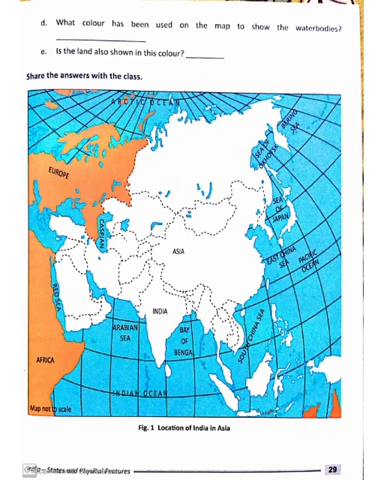 d. What colour has been used on the map to show the waterbodies?
e. Is the land also shown in this colour?
Share the answers with the class.
ARCTIC OCEAN
BERING SEA
SEA OF OKHOTSK
EUROPE
SEA OF JAPAN
CASPIAN
ASIA
EAST CHINA SEA
PACIFIC OCEAN
RED SEA
INDIA
ARABIAN SEA
BAY OF BENGAL
SOUTH CHINA SEA
AFRICA
INDIAN OCEAN
Map not to scale
Fig. 1 Location of India in Asia
States and Physical Features
29